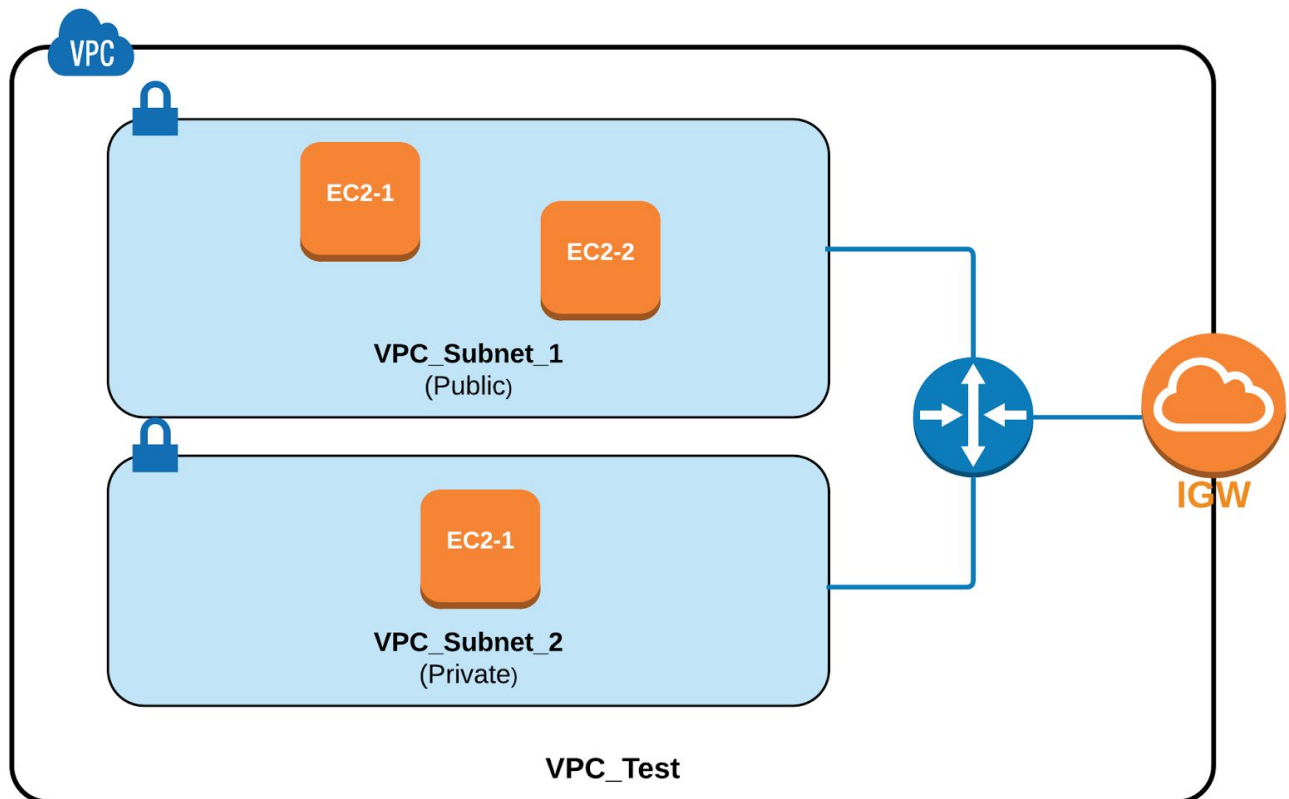 VPC
EC2-1
EC2-2
VPC_Subnet_1
(Public)
EC2-1
VPC_Subnet_2
(Private)
IGW
VPC_Test